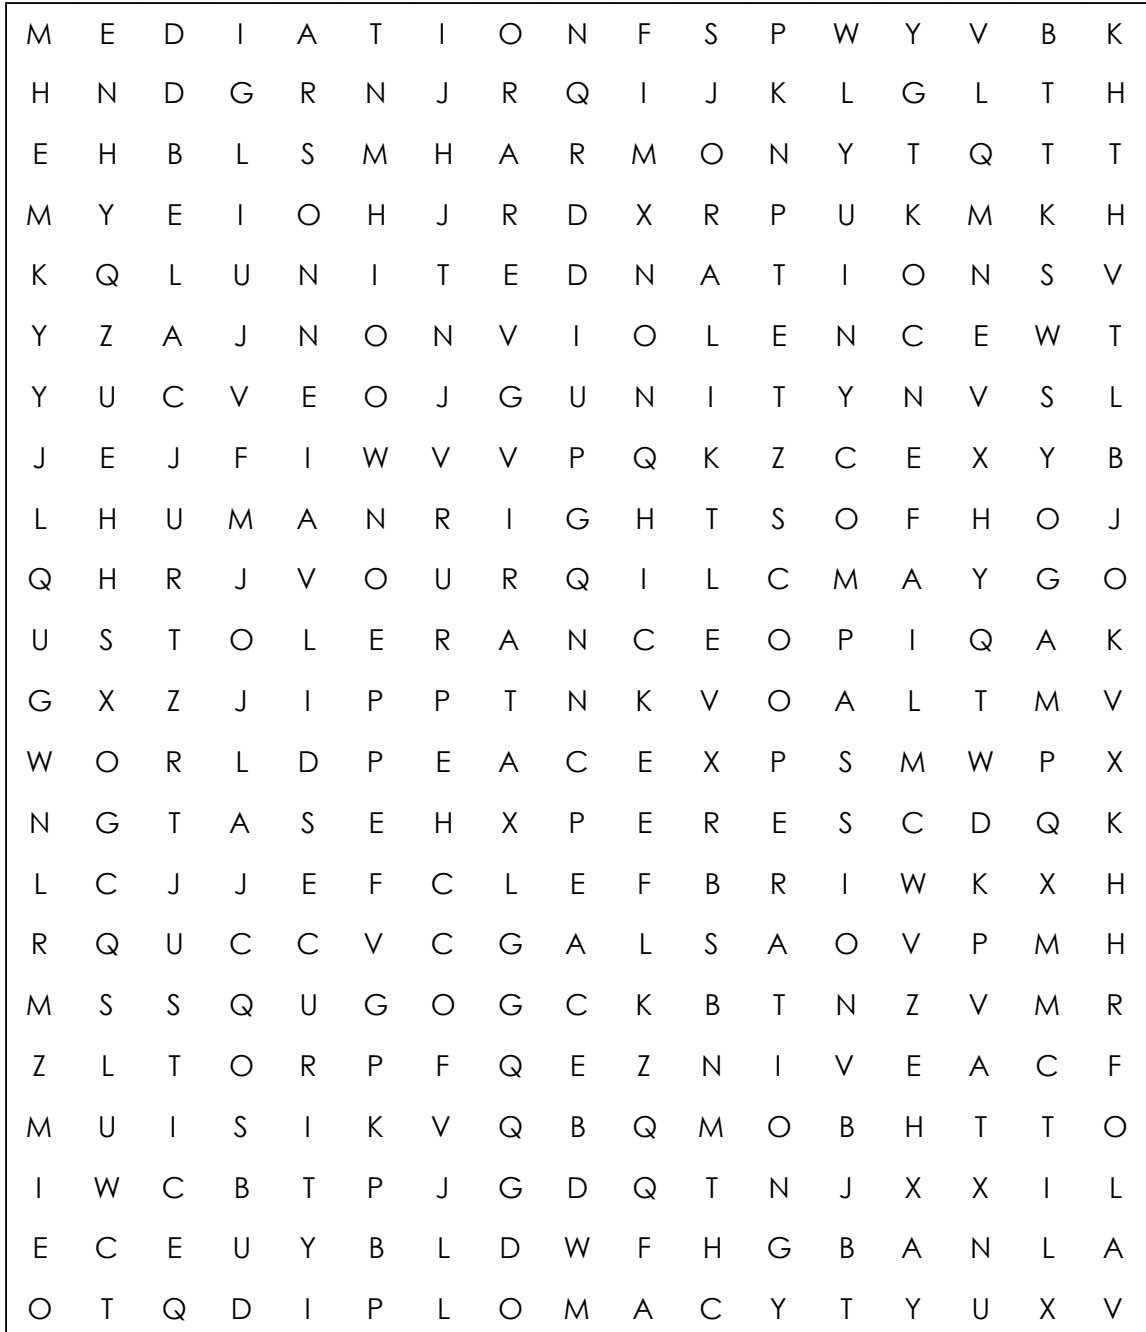 M E D I A T I O N F S P W Y V B K
H N D G R N J R Q I J K L G L T H
E H B L S M H A R M O N Y T Q T T
M Y E I O H J R D X R P U K M K H
K Q L U N I T E D N A T I O N S V
Y Z A J N O N V I O L E N C E W T
Y U C V E O J G U N I T Y N V S L
J E J F I W V V P Q K Z C E X Y B
L H U M A N R I G H T S O F H O J
Q H R J V O U R Q I L C M A Y G O
U S T O L E R A N C E O P I Q A K
G X Z J I P P T N K V O A L T M V
W O R L D P E A C E X P S M W P X
N G T A S E H X P E R E S C D Q K
L C J J E F C L E F B R I W K X H
R Q U C C V C G A L S A O V P M H
M S S Q U G O G C K B T N Z V M R
Z L T O R P F Q E Z N I V E A C F
M U I S I K V Q B Q M O B H T T O
I W C B T P J G D Q T N J X X I L
E C E U Y B L D W F H G B A N L A
O T Q D I P L O M A C Y T Y U X V